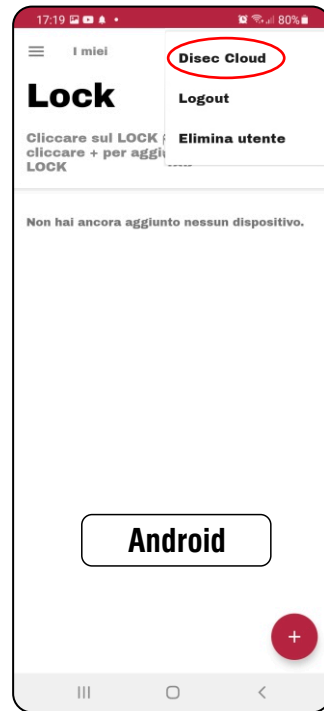 17:19
80%
I miei
Disec Cloud
Lock
Logout
Cliccare sul LOCK
Elimina utente
cliccare + per
LOCK
Non hai ancora aggiunto nessun dispositivo.
Android
+